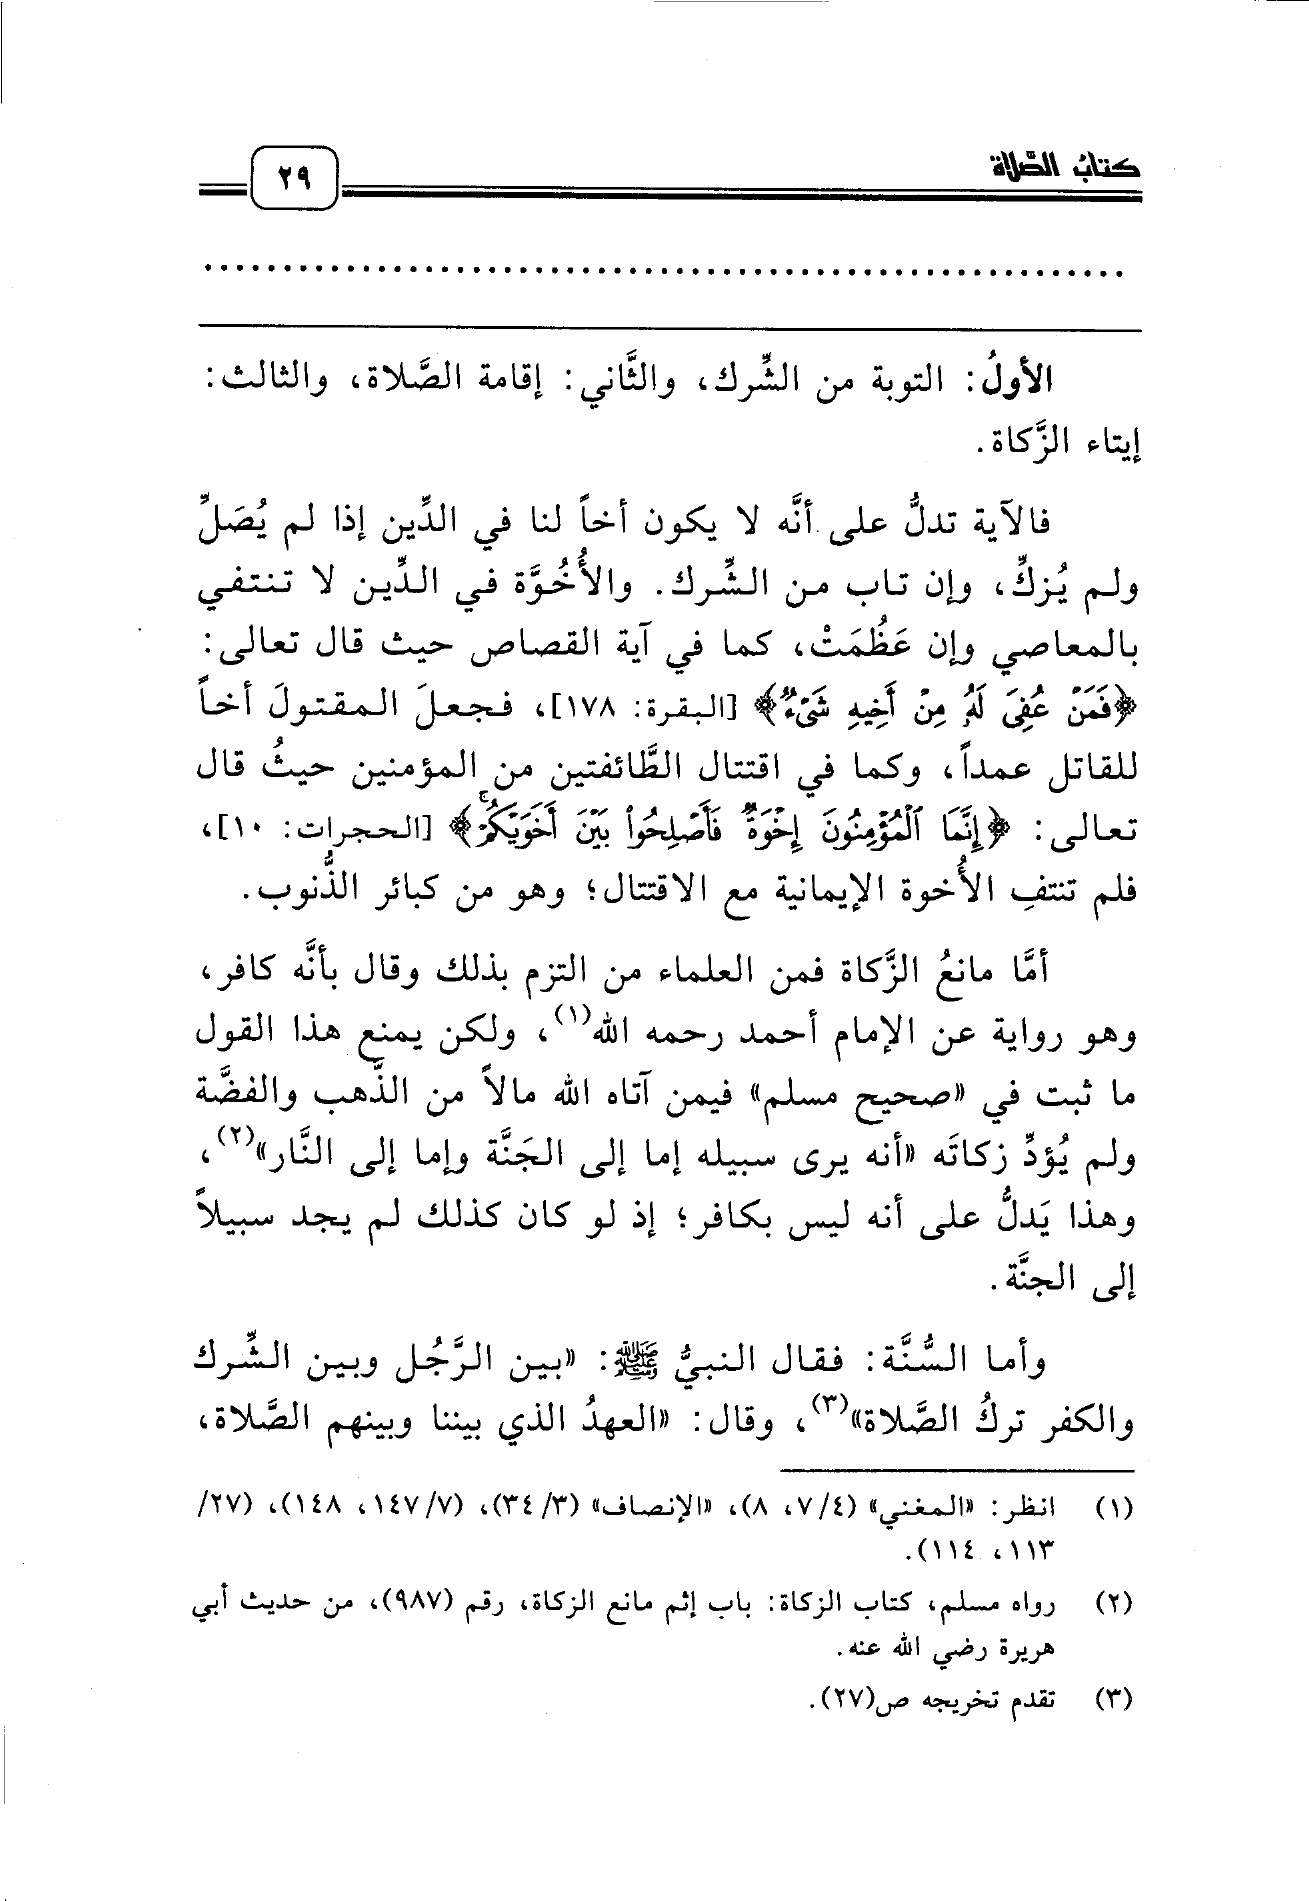 كتاب الصَّلاة
٢٩
الأولُ: التوبة من الشِّرك، والثَّاني: إقامة الصَّلاة، والثالث:
إيتاء الزَّكاة.
فالآية تدلُّ على أنَّه لا يكون أخاً لنا في الدِّين إذا لم يُصَلِّ
ولم يُزكِّ، وإن تاب من الشِّرك. والأُخُوَّة في الدِّين لا تنتفي
بالمعاصي وإن عَظُمَتْ، كما في آية القصاص حيث قال تعالى:
﴿فَمَنْ عُفِيَ لَهُ مِنْ أَخِيهِ شَيْءٌ﴾ [البقرة: ١٧٨]، فجعلَ المقتولَ أخاً
للقاتل عمداً، وكما في اقتتال الطَّائفتين من المؤمنين حيثُ قال
تعالى: ﴿إِنَّمَا الْمُؤْمِنُونَ إِخْوَةٌ فَأَصْلِحُوا بَيْنَ أَخَوَيْكُمْ﴾ [الحجرات: ١٠]،
فلم تنتفِ الأُخوة الإيمانية مع الاقتتال؛ وهو من كبائر الذُّنوب.
أمَّا مانعُ الزَّكاة فمن العلماء من التزم بذلك وقال بأنَّه كافر،
وهو رواية عن الإمام أحمد رحمه الله(١)، ولكن يمنع هذا القول
ما ثبت في «صحيح مسلم» فيمن آتاه الله مالاً من الذَّهب والفضَّة
ولم يُؤدِّ زكاتَه «أنه يرى سبيله إما إلى الجَنَّة وإما إلى النَّار»(٢)،
وهذا يَدلُّ على أنه ليس بكافر؛ إذ لو كان كذلك لم يجد سبيلاً
إلى الجنَّة.
وأما السُّنَّة: فقال النبيُّ ﷺ: «بين الرَّجُل وبين الشِّرك
والكفر تركُ الصَّلاة»(٣)، وقال: «العهدُ الذي بيننا وبينهم الصَّلاة،
(١) انظر: «المغني» (٤/ ٧، ٨)، «الإنصاف» (٣/ ٣٤)، (٧/ ١٤٧، ١٤٨)، (٢٧/
١١٣، ١١٤).
(٢) رواه مسلم، كتاب الزكاة: باب إثم مانع الزكاة، رقم (٩٨٧)، من حديث أبي
هريرة رضي الله عنه.
(٣) تقدم تخريجه ص(٢٧).